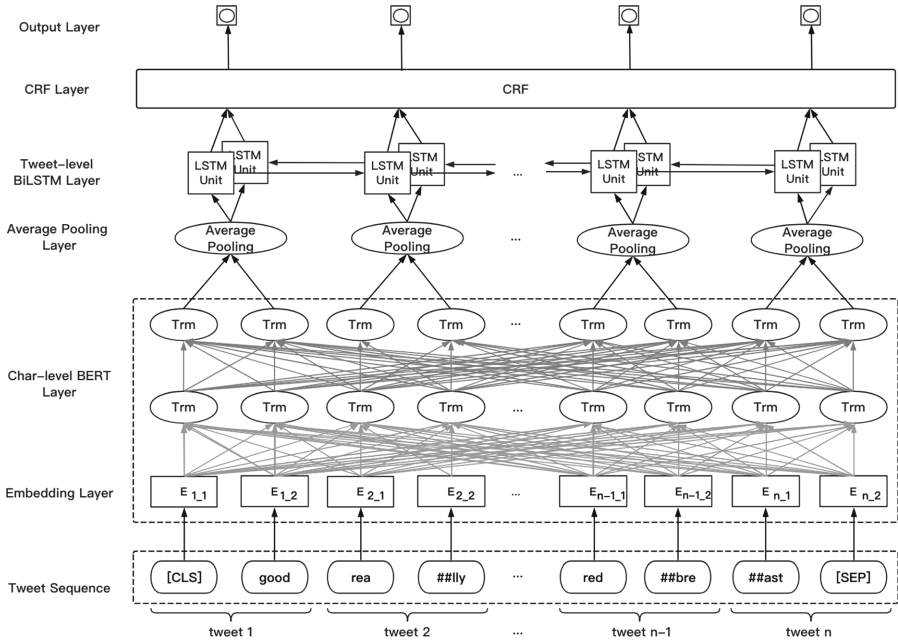 Output Layer
CRF Layer
CRF
Tweet-level
BiLSTM Layer
LSTM
Unit
LSTM
Unit
LSTM
Unit
LSTM
Unit
...
LSTM
Unit
LSTM
Unit
LSTM
Unit
LSTM
Unit
Average Pooling
Layer
Average
Pooling
Average
Pooling
...
Average
Pooling
Average
Pooling
Char-level BERT
Layer
Trm Trm Trm Trm ... Trm Trm Trm Trm
Trm Trm Trm Trm ... Trm Trm Trm Trm
Embedding Layer
E 1_1 E 1_2 E 2_1 E 2_2 ... E n-1_1 E n-1_2 E n_1 E n_2
Tweet Sequence
[CLS] good rea ##lly ... red ##bre ##ast [SEP]
tweet 1 tweet 2 ... tweet n-1 tweet n